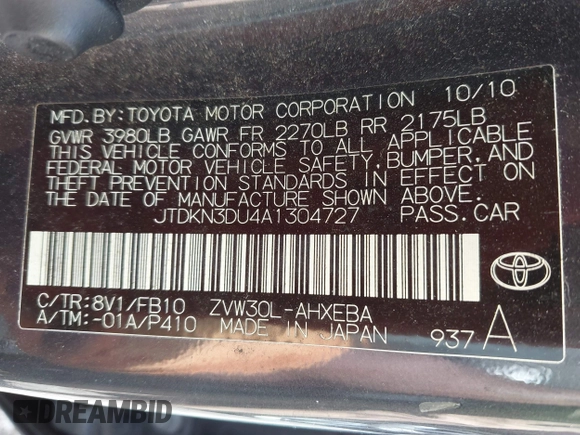 MFD. BY: TOYOTA MOTOR CORPORATION 10/10
GVWR 3980LB GAWR FR 2270LB RR 2175LB
THIS VEHICLE CONFORMS TO ALL APPLICABLE
FEDERAL MOTOR VEHICLE SAFETY, BUMPER, AND
THEFT PREVENTION STANDARDS IN EFFECT ON
THE DATE OF MANUFACTURE SHOWN ABOVE.
JTDKN3DU4A1304727 PASS. CAR
C/TR: 8V1/FB10 ZVW30L-AHXEBA
A/TM: -01A/P410 MADE IN JAPAN 937 A
TOYOTA
DREAMBID